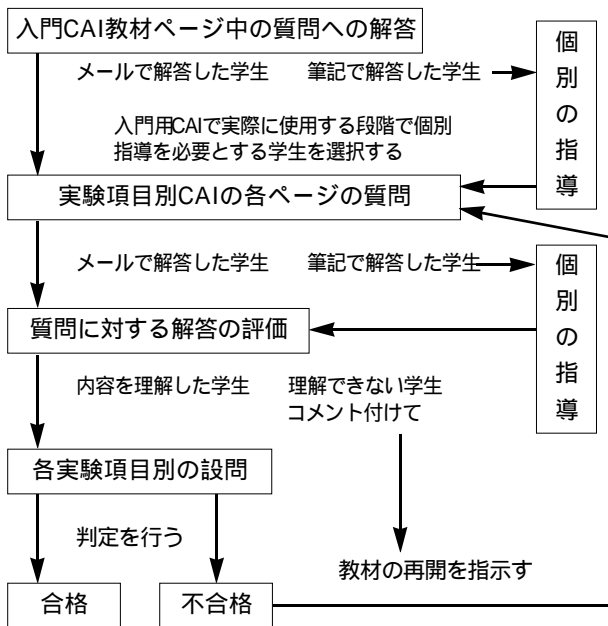 入門CAI教材ページ中の質問への解答
メールで解答した学生
筆記で解答した学生
個別の指導
入門用CAIで実際に使用する段階で個別
指導を必要とする学生を選択する
実験項目別CAIの各ページの質問
メールで解答した学生
筆記で解答した学生
個別の指導
質問に対する解答の評価
内容を理解した学生
理解できない学生
コメント付けて
各実験項目別の設問
判定を行う
教材の再開を指示す
合格
不合格